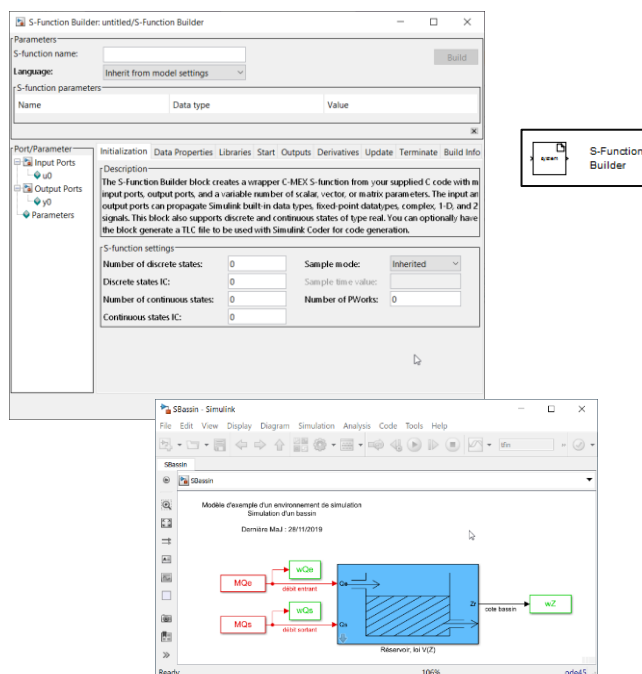 S-Function Builder: untitled/S-Function Builder
Parameters
S-function name:
Build
Language:
Inherit from model settings
S-function parameters
Name Data type Value
Port/Parameter
Input Ports
u0
Output Ports
y0
Parameters
Initialization Data Properties Libraries Start Outputs Derivatives Update Terminate Build Info
Description
The S-Function Builder block creates a wrapper C-MEX S-function from your supplied C code with m
input ports, output ports, and a variable number of scalar, vector, or matrix parameters. The input an
output ports can propagate Simulink built-in data types, fixed-point datatypes, complex, 1-D, and 2
signals. This block also supports discrete and continuous states of type real. You can optionally have
the block generate a TLC file to be used with Simulink Coder for code generation.
S-function settings
Number of discrete states: 0 Sample mode: Inherited
Discrete states IC: 0 Sample time value:
Number of continuous states: 0 Number of PWorks: 0
Continuous states IC: 0
system
S-Function
Builder
SBassin - Simulink
File Edit View Display Diagram Simulation Analysis Code Tools Help
tfin
SBassin
SBassin
Modèle d'exemple d'un environnement de simulation
Simulation d'un bassin
Dernière MaJ : 28/11/2019
wQe
MQe
débit entrant
Qe
wQs
MQs
débit sortant
Qs
Zr
cote bassin
wZ
Réservoir, loi V(Z)
Ready
106%
ode45